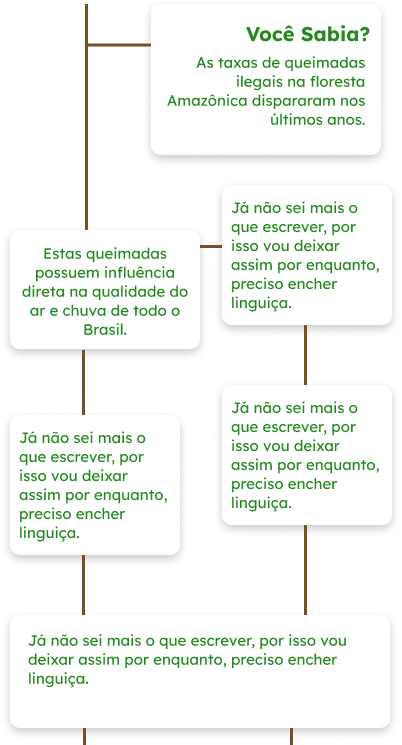 Você Sabia?
As taxas de queimadas
ilegais na floresta
Amazônica dispararam nos
últimos anos.
Já não sei mais o
que escrever, por
isso vou deixar
assim por enquanto,
preciso encher
linguiça.
Estas queimadas
possuem influência
direta na qualidade do
ar e chuva de todo o
Brasil.
Já não sei mais o
que escrever, por
isso vou deixar
assim por enquanto,
preciso encher
linguiça.
Já não sei mais o
que escrever, por
isso vou deixar
assim por enquanto,
preciso encher
linguiça.
Já não sei mais o que escrever, por isso vou
deixar assim por enquanto, preciso encher
linguiça.